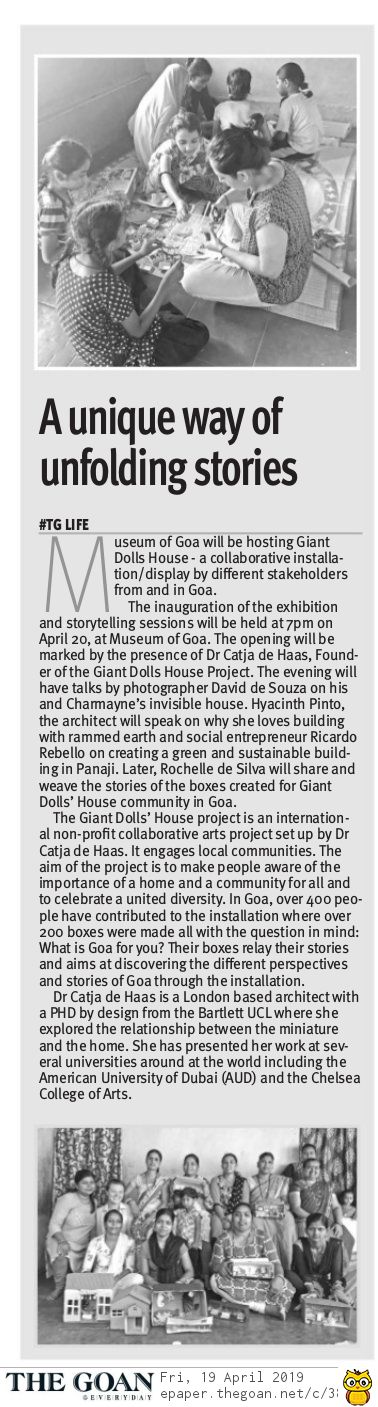 A unique way of
unfolding stories
#TG LIFE
Museum of Goa will be hosting Giant
Dolls House - a collaborative installa-
tion/display by different stakeholders
from and in Goa.
The inauguration of the exhibition
and storytelling sessions will be held at 7pm on
April 20, at Museum of Goa. The opening will be
marked by the presence of Dr Catja de Haas, Found-
er of the Giant Dolls House Project. The evening will
have talks by photographer David de Souza on his
and Charmayne's invisible house. Hyacinth Pinto,
the architect will speak on why she loves building
with rammed earth and social entrepreneur Ricardo
Rebello on creating a green and sustainable build-
ing in Panaji. Later, Rochelle de Silva will share and
weave the stories of the boxes created for Giant
Dolls' House community in Goa.
The Giant Dolls' House project is an internation-
al non-profit collaborative arts project set up by Dr
Catja de Haas. It engages local communities. The
aim of the project is to make people aware of the
importance of a home and a community for all and
to celebrate a united diversity. In Goa, over 400 peo-
ple have contributed to the installation where over
200 boxes were made all with the question in mind:
What is Goa for you? Their boxes relay their stories
and aims at discovering the different perspectives
and stories of Goa through the installation.
Dr Catja de Haas is a London based architect with
a PHD by design from the Bartlett UCL where she
explored the relationship between the miniature
and the home. She has presented her work at sev-
eral universities around at the world including the
American University of Dubai (AUD) and the Chelsea
College of Arts.
THE GOAN
EVERYDAY
Fri, 19 April 2019
epaper.thegoan.net/c/3